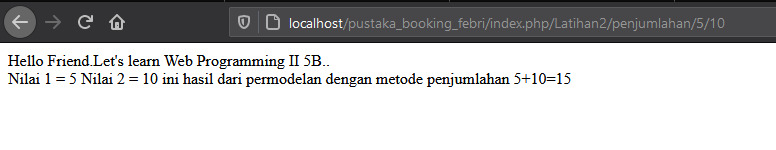 localhost/pustaka_booking_febri/index.php/Latihan2/penjumlahan/5/10
Hello Friend.Let's learn Web Programming II 5B..
Nilai 1 = 5 Nilai 2 = 10 ini hasil dari permodelan dengan metode penjumlahan 5+10=15